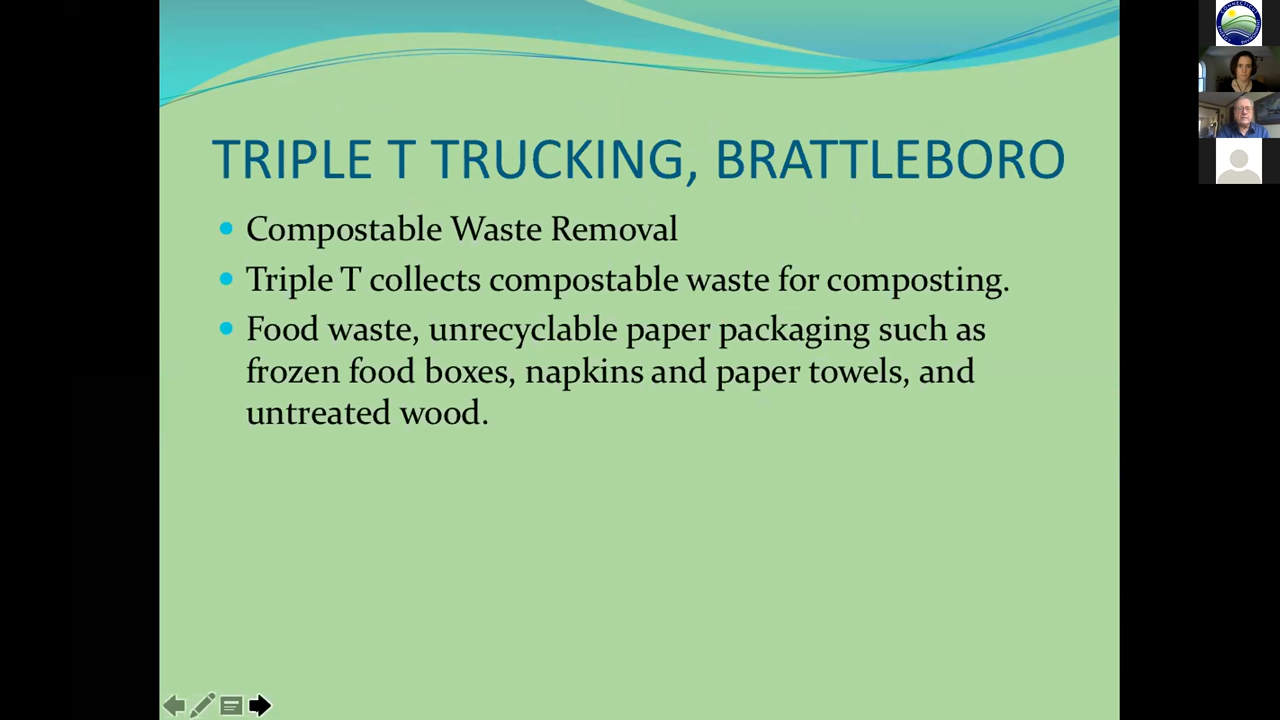 TRIPLE T TRUCKING, BRATTLEBORO
Compostable Waste Removal
Triple T collects compostable waste for composting.
Food waste, unrecyclable paper packaging such as
frozen food boxes, napkins and paper towels, and
untreated wood.
CONNECTICUT